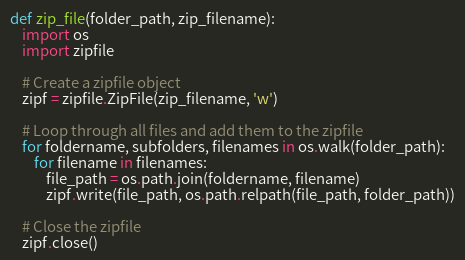 def zip_file(folder_path, zip_filename):
    import os
    import zipfile

    # Create a zipfile object
    zipf = zipfile.ZipFile(zip_filename, 'w')

    # Loop through all files and add them to the zipfile
    for foldername, subfolders, filenames in os.walk(folder_path):
        for filename in filenames:
            file_path = os.path.join(foldername, filename)
            zipf.write(file_path, os.path.relpath(file_path, folder_path))

    # Close the zipfile
    zipf.close()